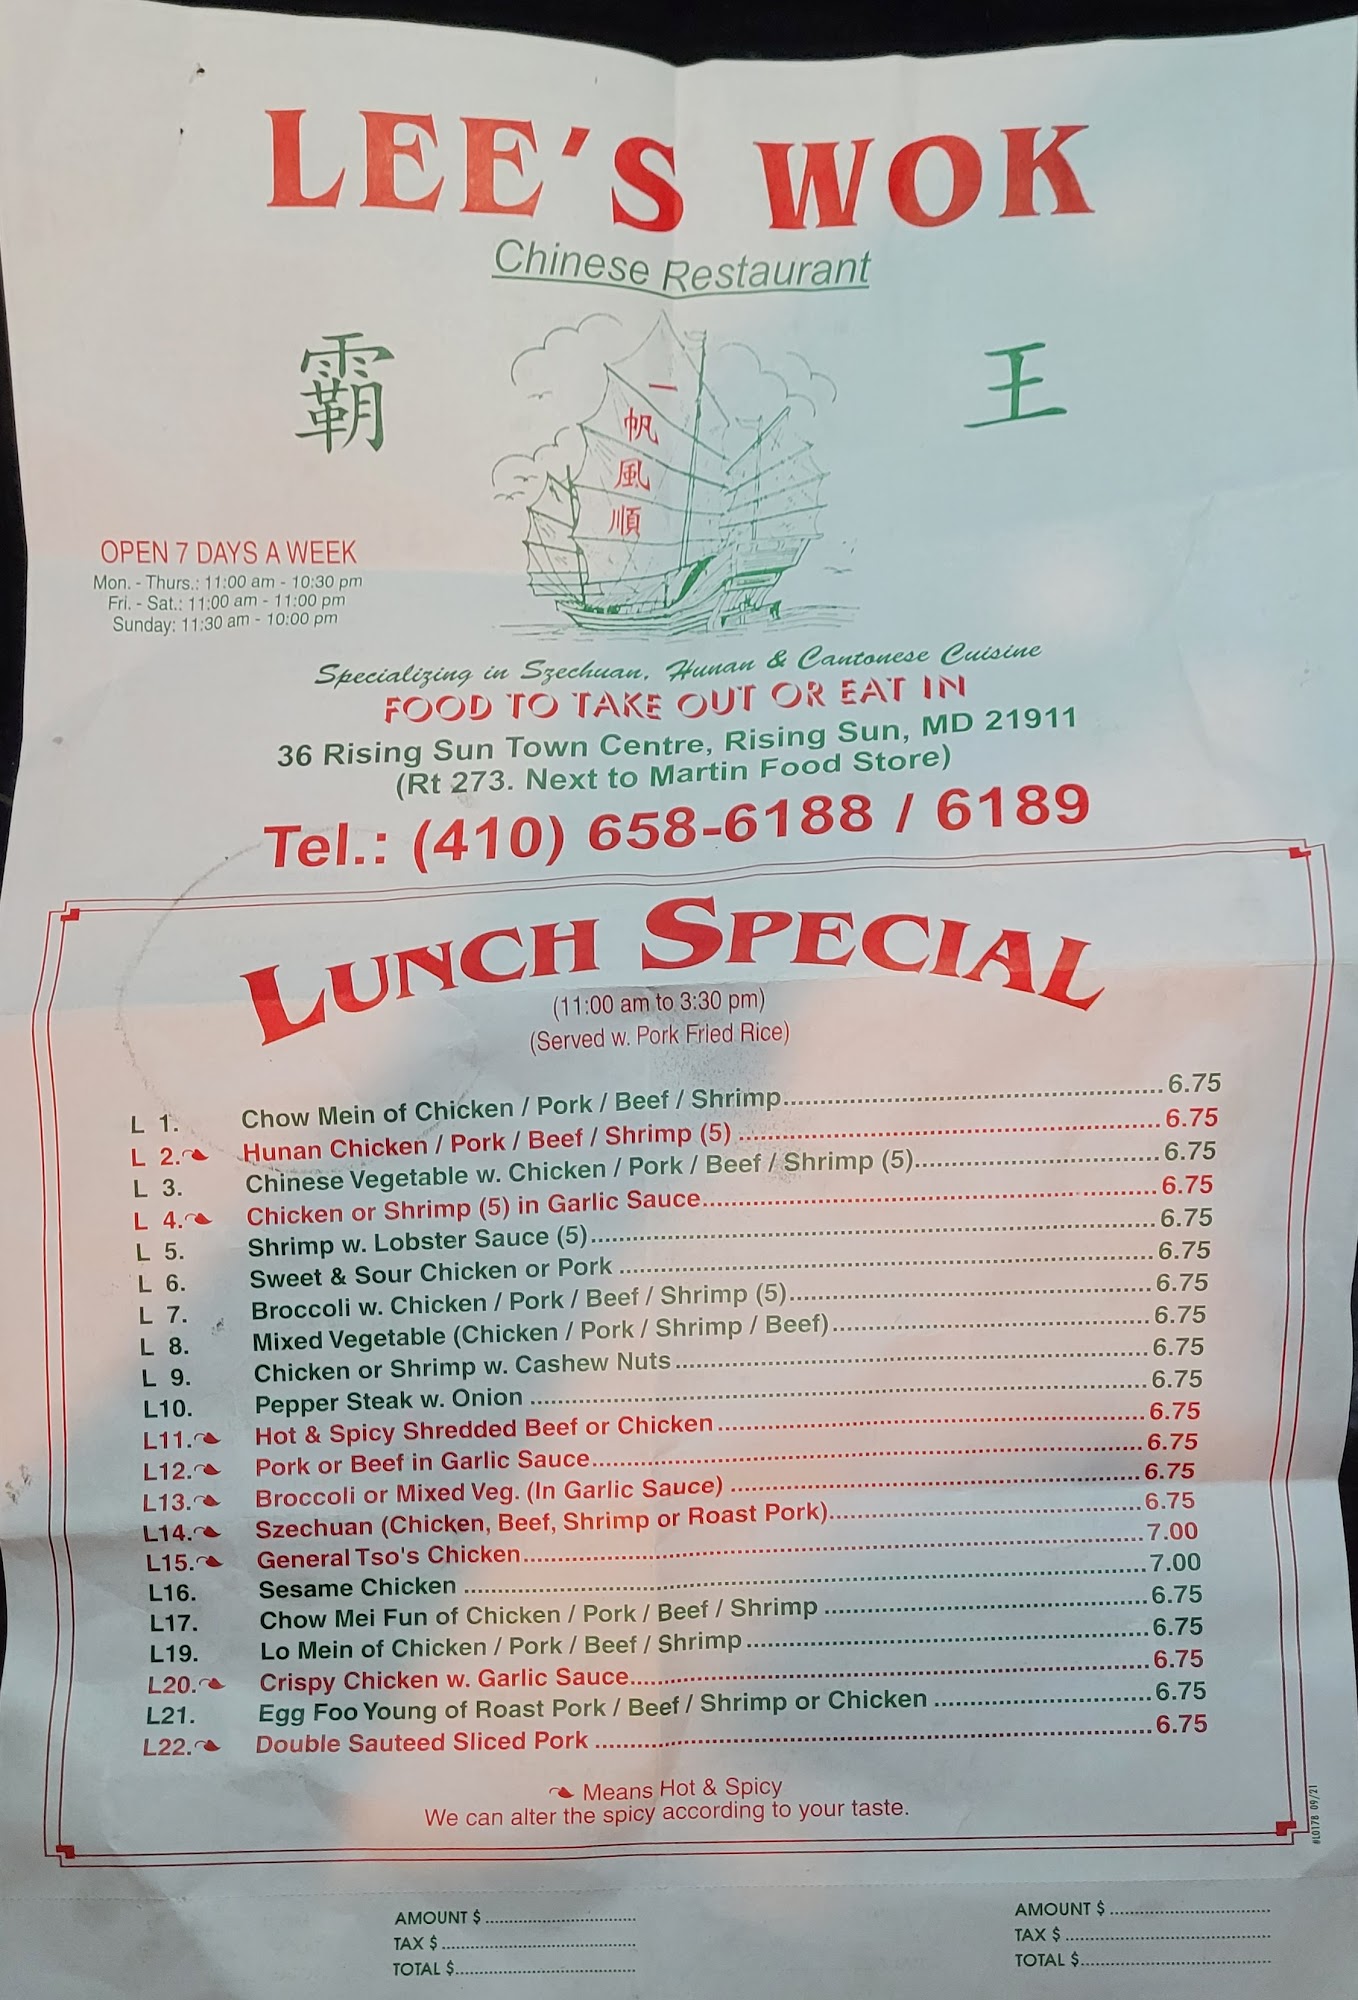 LEE'S WOK
Chinese Restaurant
霸 王
一
帆
風
順
OPEN 7 DAYS A WEEK
Mon. - Thurs.: 11:00 am - 10:30 pm
Fri. - Sat.: 11:00 am - 11:00 pm
Sunday: 11:30 am - 10:00 pm
Specializing in Szechuan, Hunan & Cantonese Cuisine
FOOD TO TAKE OUT OR EAT IN
36 Rising Sun Town Centre, Rising Sun, MD 21911
(Rt 273. Next to Martin Food Store)
Tel.: (410) 658-6188 / 6189
LUNCH SPECIAL
(11:00 am to 3:30 pm)
(Served w. Pork Fried Rice)
L 1. Chow Mein of Chicken / Pork / Beef / Shrimp 6.75
L 2. Hunan Chicken / Pork / Beef / Shrimp (5) 6.75
L 3. Chinese Vegetable w. Chicken / Pork / Beef / Shrimp (5) 6.75
L 4. Chicken or Shrimp (5) in Garlic Sauce 6.75
L 5. Shrimp w. Lobster Sauce (5) 6.75
L 6. Sweet & Sour Chicken or Pork 6.75
L 7. Broccoli w. Chicken / Pork / Beef / Shrimp (5) 6.75
L 8. Mixed Vegetable (Chicken / Pork / Shrimp / Beef) 6.75
L 9. Chicken or Shrimp w. Cashew Nuts 6.75
L10. Pepper Steak w. Onion 6.75
L11. Hot & Spicy Shredded Beef or Chicken 6.75
L12. Pork or Beef in Garlic Sauce 6.75
L13. Broccoli or Mixed Veg. (In Garlic Sauce) 6.75
L14. Szechuan (Chicken, Beef, Shrimp or Roast Pork) 6.75
L15. General Tso's Chicken 7.00
L16. Sesame Chicken 7.00
L17. Chow Mei Fun of Chicken / Pork / Beef / Shrimp 6.75
L19. Lo Mein of Chicken / Pork / Beef / Shrimp 6.75
L20. Crispy Chicken w. Garlic Sauce 6.75
L21. Egg Foo Young of Roast Pork / Beef / Shrimp or Chicken 6.75
L22. Double Sauteed Sliced Pork 6.75
Means Hot & Spicy
We can alter the spicy according to your taste.
#L0178 09/21
AMOUNT $
TAX $
TOTAL $
AMOUNT $
TAX $
TOTAL $